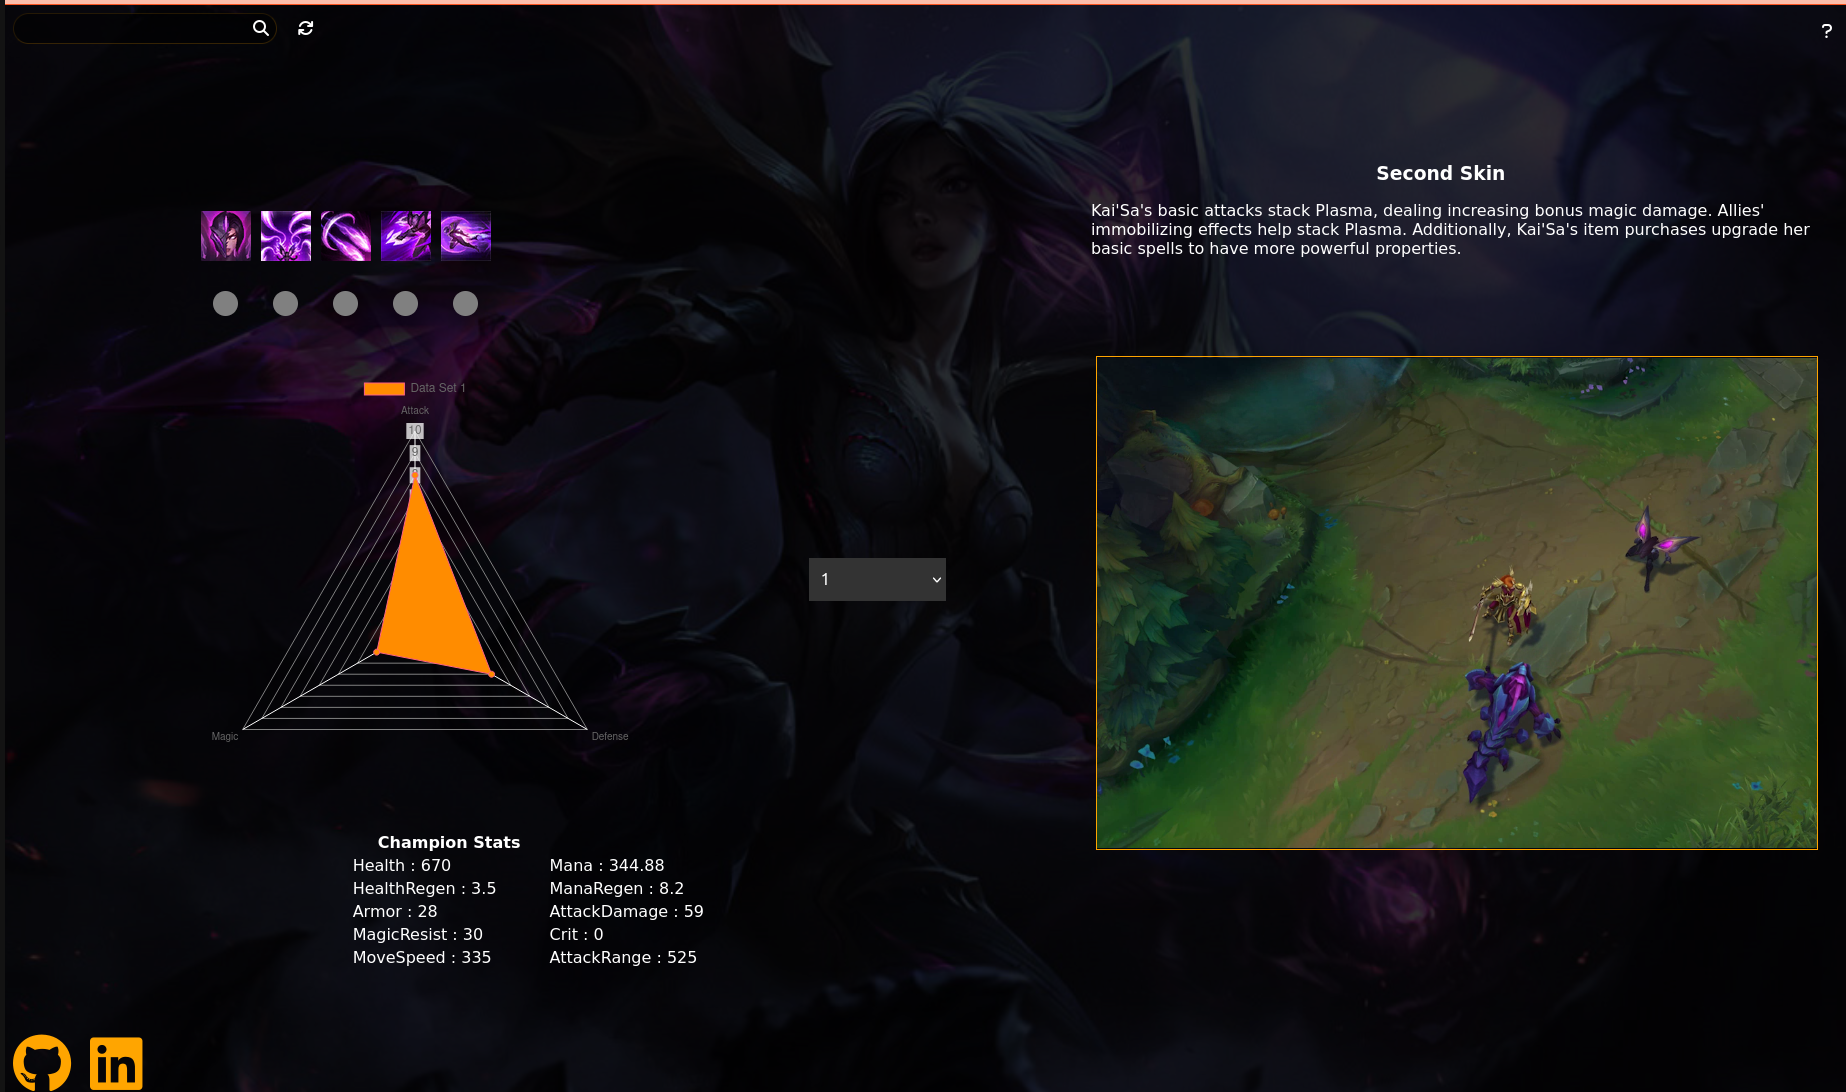 ?
Second Skin
Kai'Sa's basic attacks stack Plasma, dealing increasing bonus magic damage. Allies'
immobilizing effects help stack Plasma. Additionally, Kai'Sa's item purchases upgrade her
basic spells to have more powerful properties.
Data Set 1
Attack
10
9
8
Magic
Defense
1
Champion Stats
Health : 670
Mana : 344.88
HealthRegen : 3.5
ManaRegen : 8.2
Armor : 28
AttackDamage : 59
MagicResist : 30
Crit : 0
MoveSpeed : 335
AttackRange : 525
in